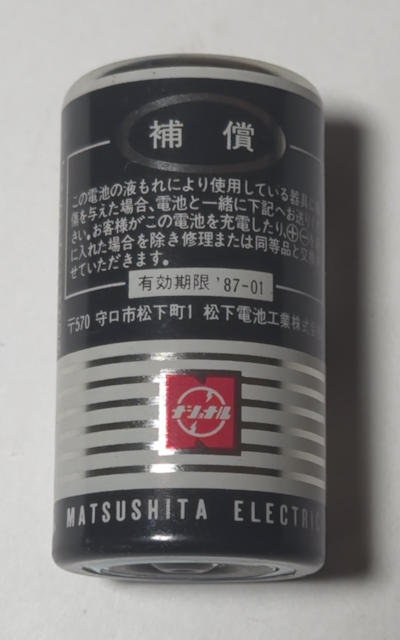 補償
この電池の液もれにより使用している器具に
傷を与えた場合、電池と一緒に下記へお送り
さい。お客様がこの電池を充電したり、⊕⊖を
に入れた場合を除き修理または同等品と交換
せていただきます。
有効期限 '87-01
〒570 守口市松下町1 松下電池工業株式
ナショナル
MATSUSHITA ELECTRIC